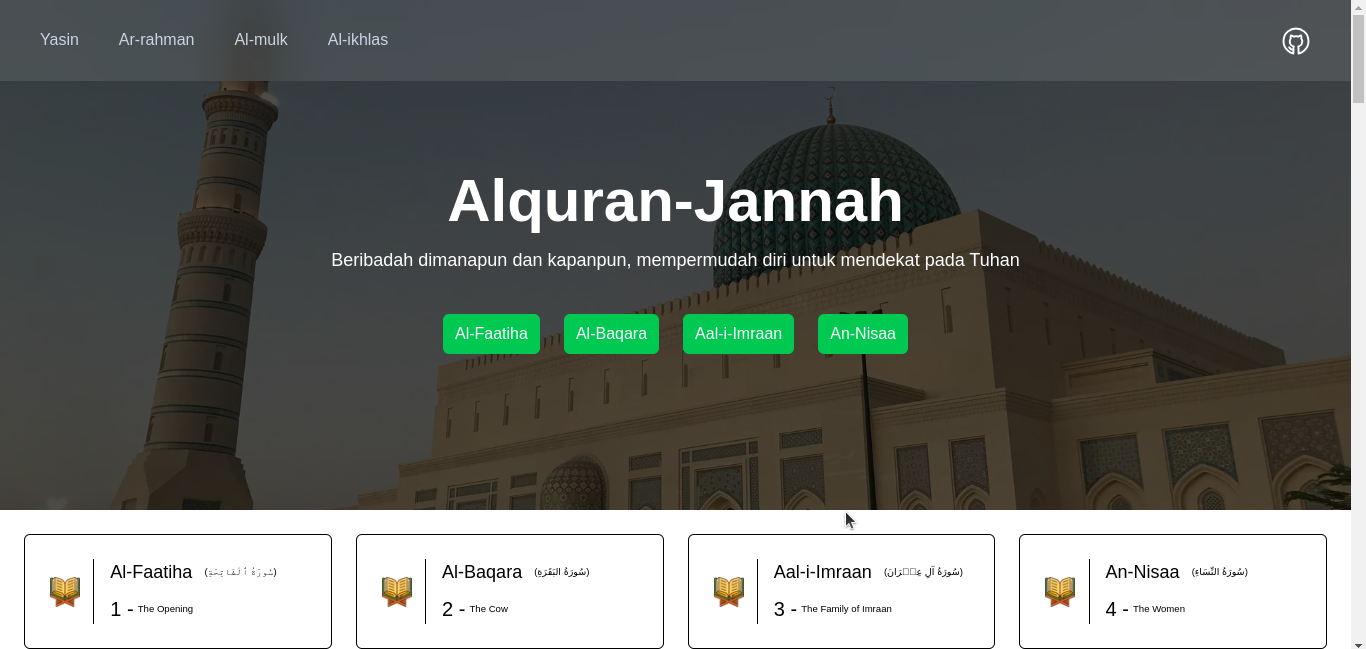 Yasin Ar-rahman Al-mulk Al-ikhlas
Alquran-Jannah
Beribadah dimanapun dan kapanpun, mempermudah diri untuk mendekat pada Tuhan
Al-Faatiha Al-Baqara Aal-i-Imraan An-Nisaa
Al-Faatiha (سُورَةُ ٱلْفَاتِحَةِ)
1 - The Opening
Al-Baqara (سُورَةُ البَقَرَةِ)
2 - The Cow
Aal-i-Imraan (سُورَةُ آلِ
3 - The Family of Imraan
An-Nisaa (سُورَةُ النِّسَاءِ)
4 - The Women